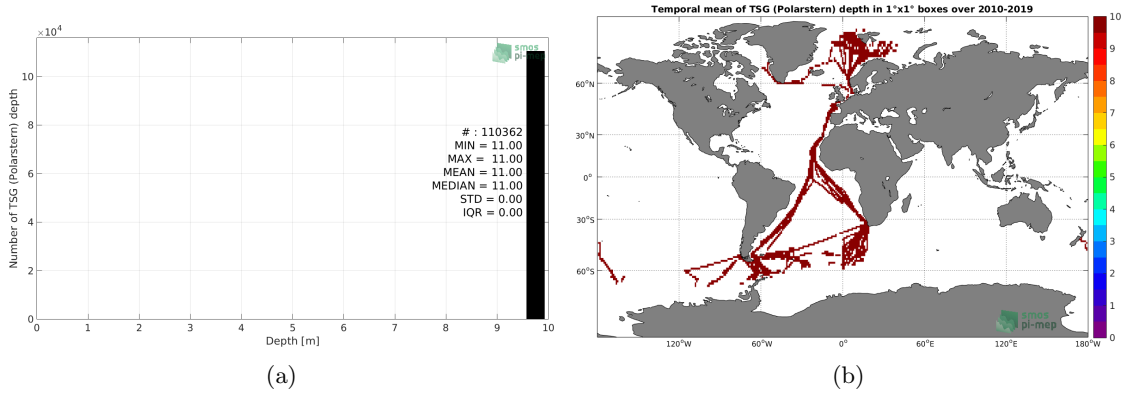 ×10⁴
10
8
6
4
2
0
Number of TSG (Polarstern) depth
smos
pi-mep
# : 110362
MIN = 11.00
MAX = 11.00
MEAN = 11.00
MEDIAN = 11.00
STD = 0.00
IQR = 0.00
0 1 2 3 4 5 6 7 8 9 10
Depth [m]
(a)
Temporal mean of TSG (Polarstern) depth in 1°x1° boxes over 2010-2019
60°N
30°N
0°
30°S
60°S
120°W 60°W 0° 60°E 120°E 180°W
smos
pi-mep
10
9
8
7
6
5
4
3
2
1
0
(b)